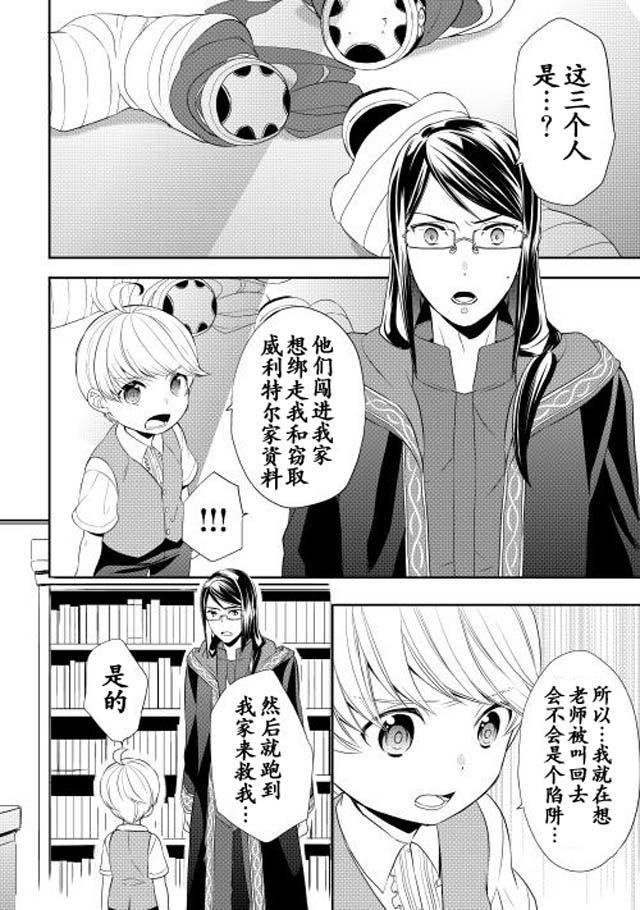 这三个人
是…？
他们闯进我家
想绑走我和窃取
威利特尔家資料
!!!
所以…我就在想
老师被叫回去
会不会是个陷阱
…
然后就跑到
我家来救我…
是的